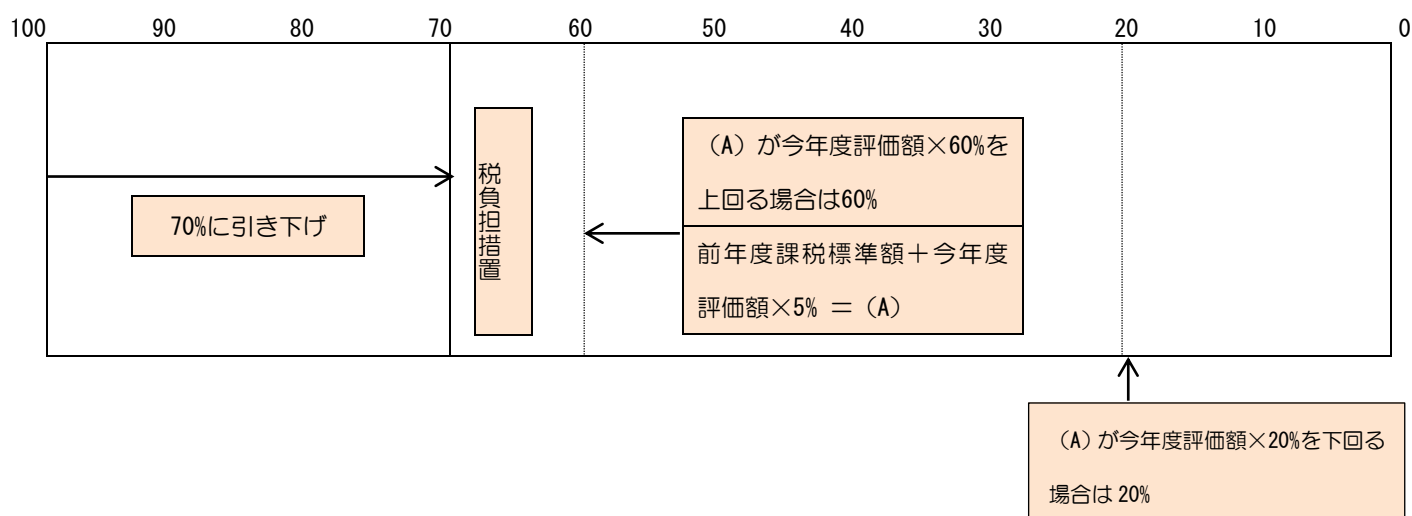 100 90 80 70 60 50 40 30 20 10 0
70%に引き下げ
税負担措置
（A）が今年度評価額×60%を
上回る場合は60%
前年度課税標準額＋今年度
評価額×5% ＝（A）
（A）が今年度評価額×20%を下回る
場合は 20%